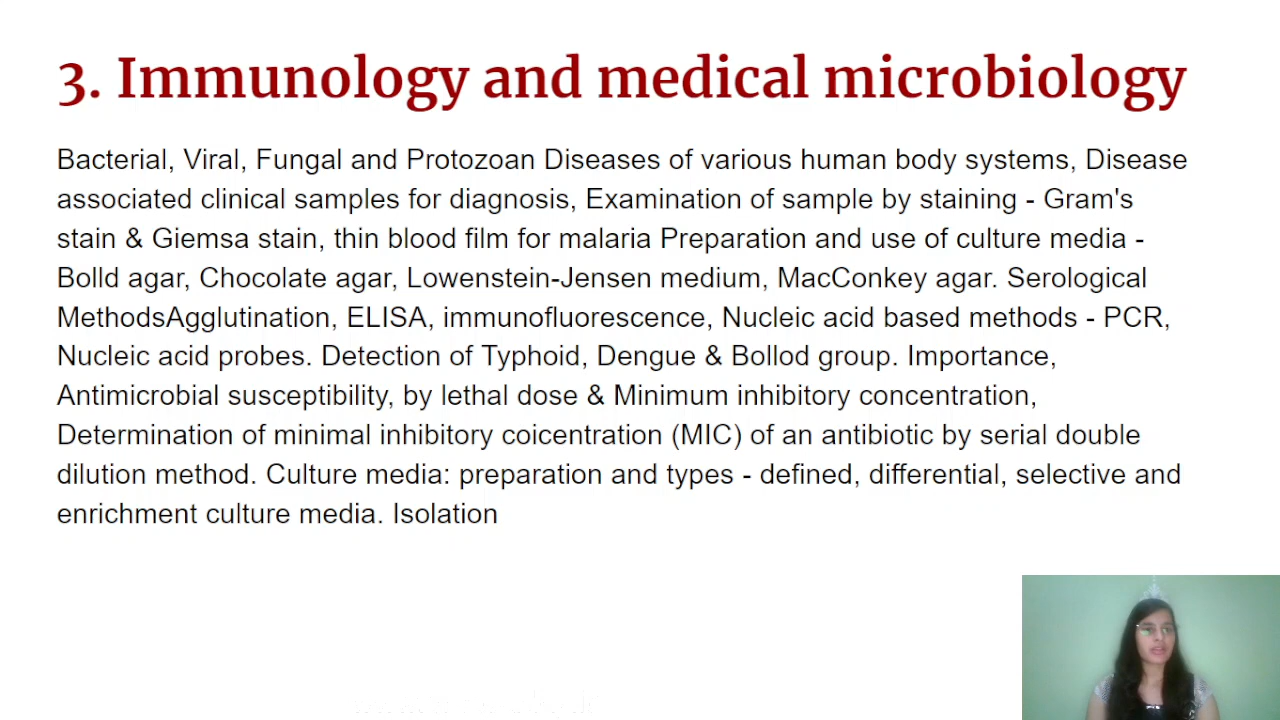 3. Immunology and medical microbiology
Bacterial, Viral, Fungal and Protozoan Diseases of various human body systems, Disease
associated clinical samples for diagnosis, Examination of sample by staining - Gram's
stain & Giemsa stain, thin blood film for malaria Preparation and use of culture media -
Bolld agar, Chocolate agar, Lowenstein-Jensen medium, MacConkey agar. Serological
MethodsAgglutination, ELISA, immunofluorescence, Nucleic acid based methods - PCR,
Nucleic acid probes. Detection of Typhoid, Dengue & Bollod group. Importance,
Antimicrobial susceptibility, by lethal dose & Minimum inhibitory concentration,
Determination of minimal inhibitory coicentration (MIC) of an antibiotic by serial double
dilution method. Culture media: preparation and types - defined, differential, selective and
enrichment culture media. Isolation